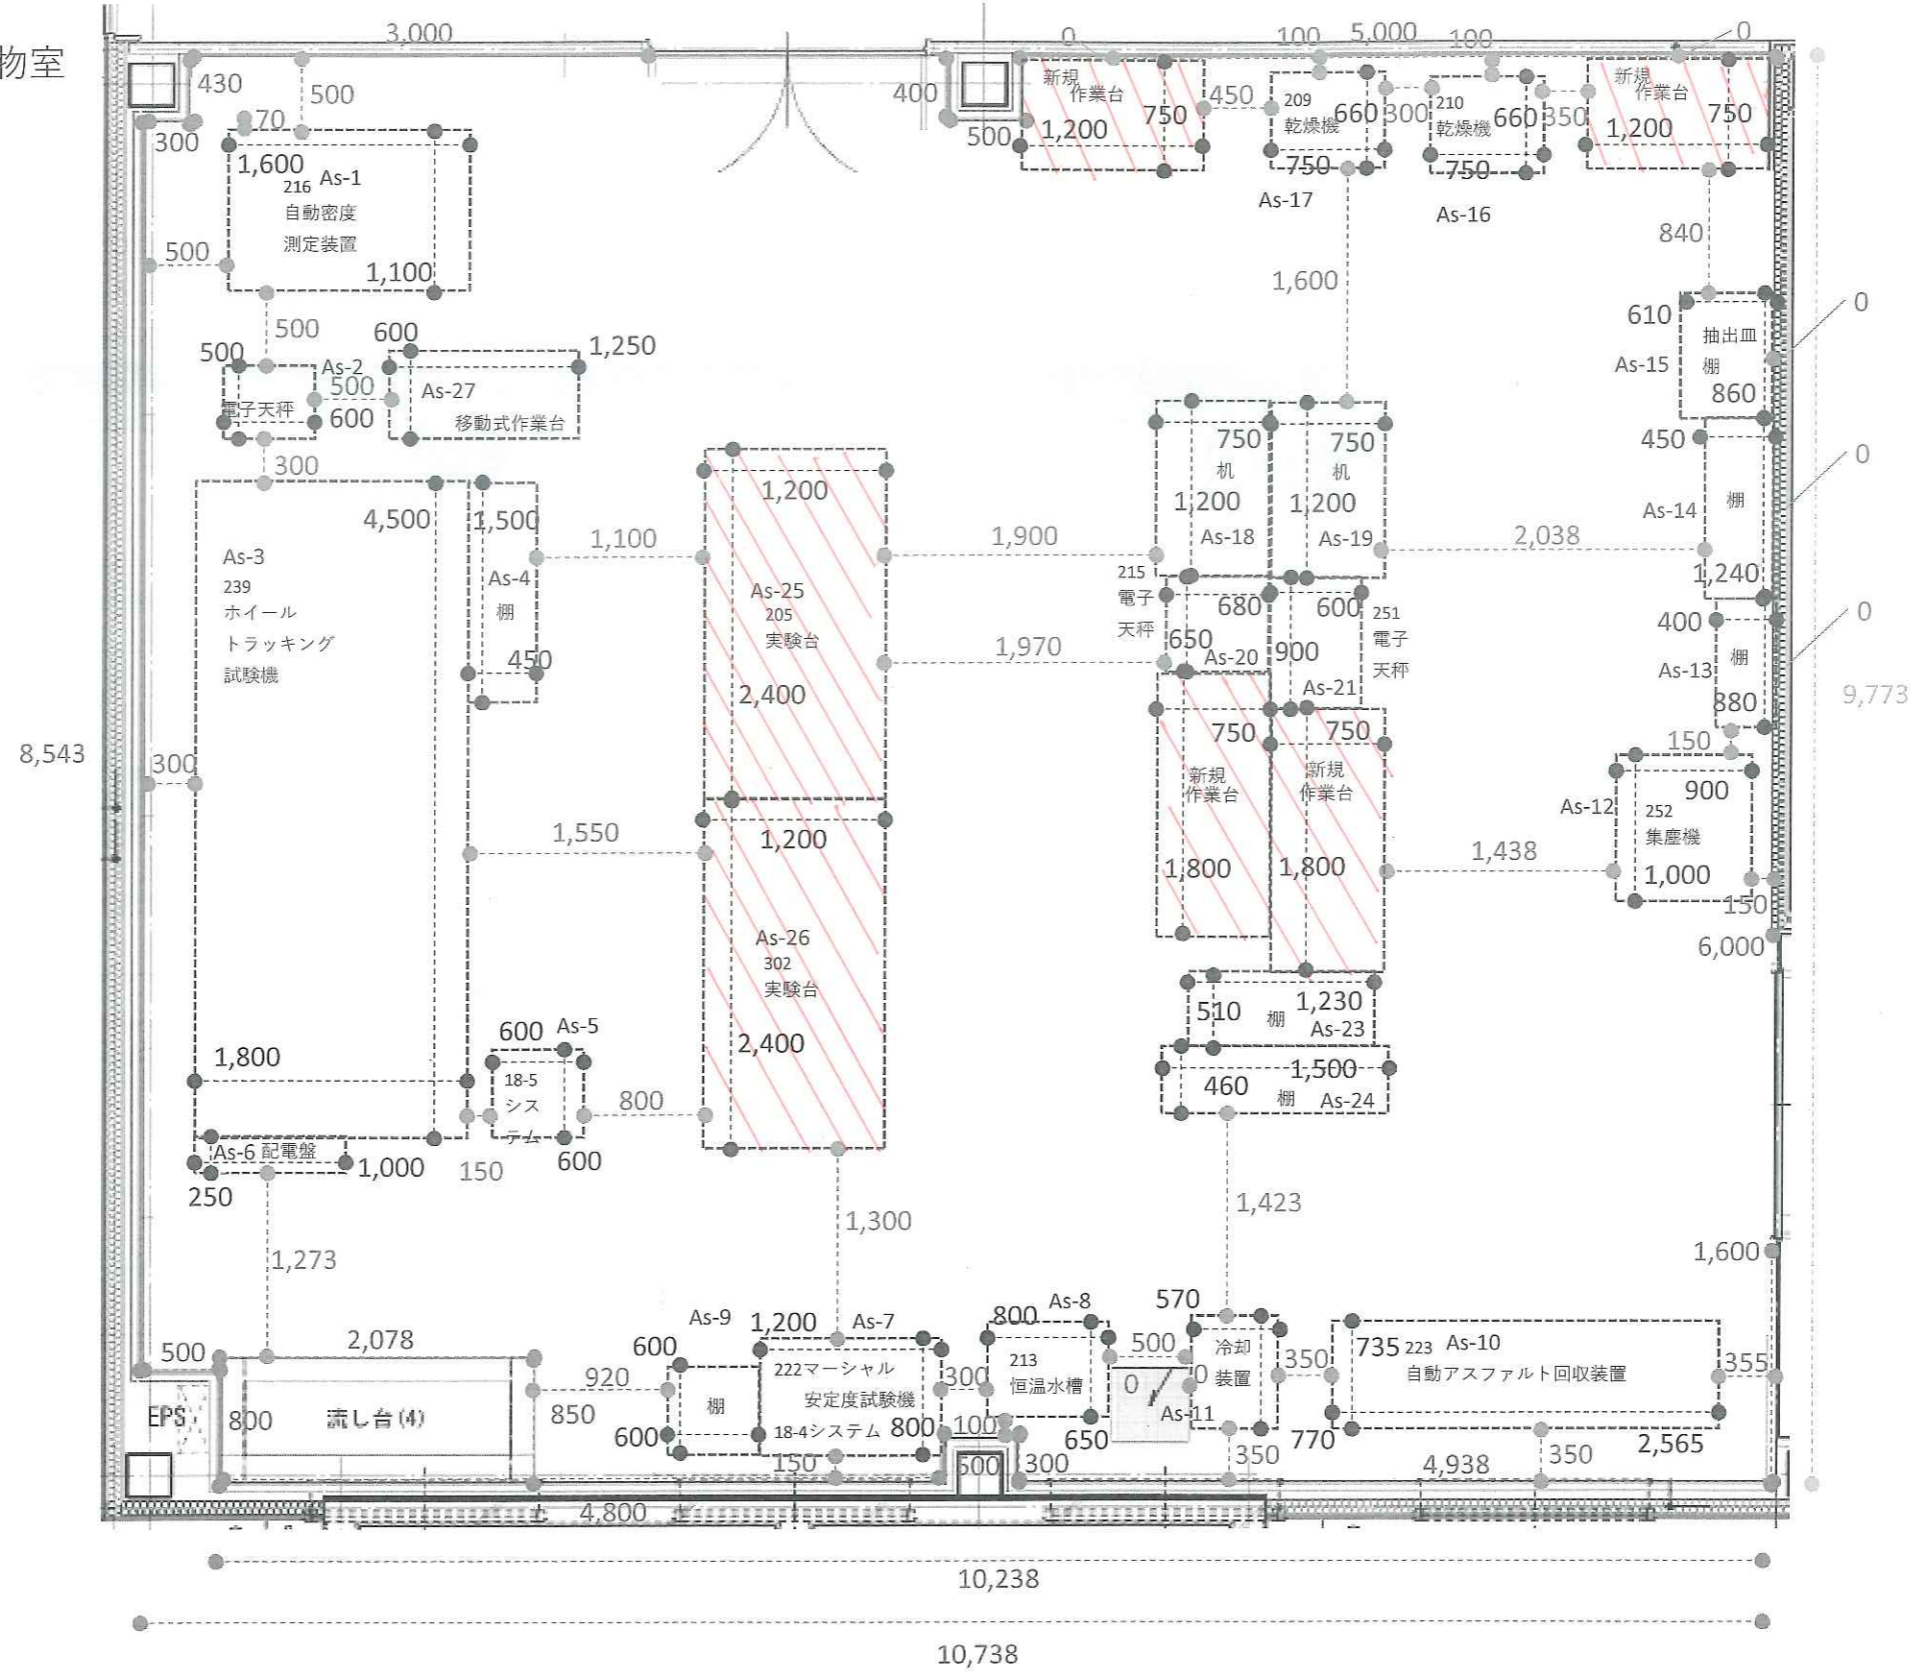 物室
3,000
0
100
5,000
100
0
430
500
400
新規
作業台
750
1,200
450
209
乾燥機
660
750
As-17
300
210
乾燥機
660
750
As-16
350
新規
作業台
750
1,200
300
70
500
1,600
216 As-1
自動密度
測定装置
1,100
500
840
1,600
500
600
1,250
500
As-2
500
電子天秤
600
As-27
移動式作業台
300
610
抽出皿
棚
As-15
860
0
450
棚
As-14
1,240
0
400
棚
As-13
880
0
9,773
4,500
1,500
As-3
239
ホイール
トラッキング
試験機
As-4
棚
450
1,100
1,200
As-25
205
実験台
2,400
1,900
750
机
1,200
As-18
750
机
1,200
As-19
2,038
215
電子
天秤
680
650
As-20
600
900
As-21
251
電子
天秤
1,970
8,543
300
1,550
1,200
As-26
302
実験台
2,400
750
新規
作業台
1,800
750
新規
作業台
1,800
1,438
150
900
As-12
252
集塵機
1,000
150
6,000
510
1,230
棚
As-23
1,500
460
棚
As-24
1,800
600
As-5
18-5
シス
テム
600
150
800
As-6 配電盤
1,000
250
1,273
1,300
1,423
1,600
500
2,078
EPS
800
流し台(4)
850
920
As-9
600
棚
600
1,200
As-7
222マーシャル
安定度試験機
18-4システム
800
150
300
800
As-8
213
恒温水槽
650
100
500
300
500
0
0
570
冷却
装置
As-11
350
350
735
223
As-10
自動アスファルト回収装置
770
2,565
355
350
4,938
4,800
10,238
10,738